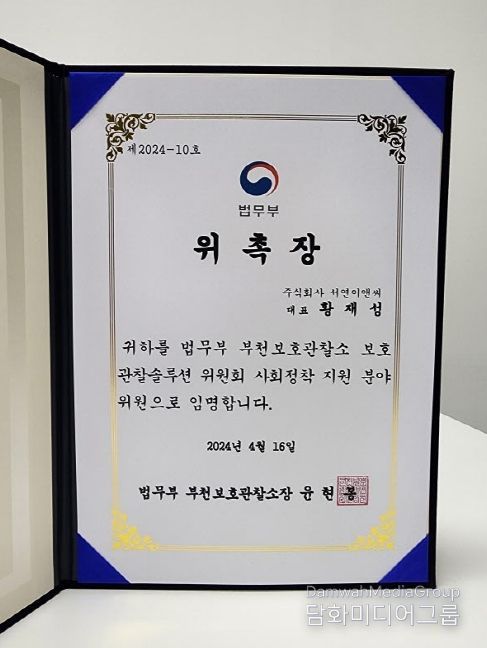 제2024-10호
법무부
위 촉 장
주식회사 서연이앤씨
대표 황 재 섭
귀하를 법무부 부천보호관찰소 보호
관찰솔루션 위원회 사회정착 지원 분야
위원으로 임명합니다.
2024년 4월 16일
법무부 부천보호관찰소장 윤 현 봉
DamwahMediaGroup
담화미디어그룹